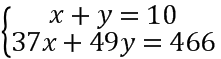 x + y = 10
37x + 49y = 466